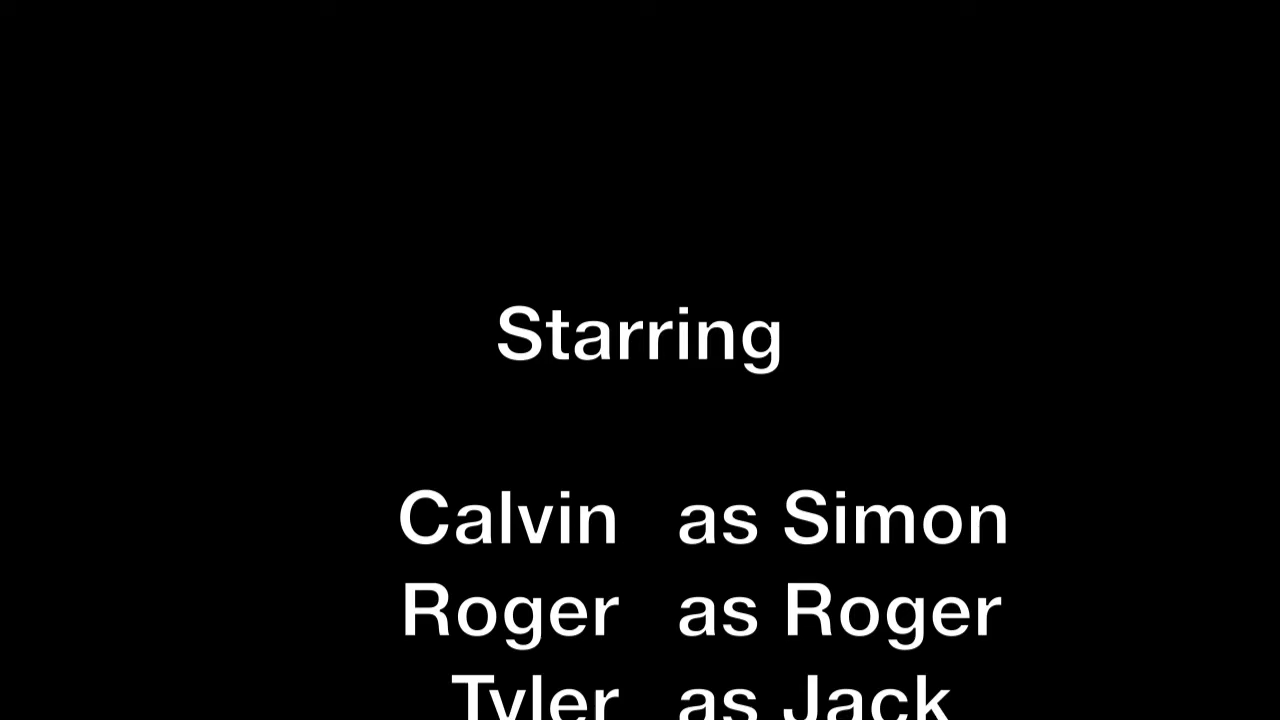 Starring
Calvin as Simon
Roger as Roger
Tyler as Jack